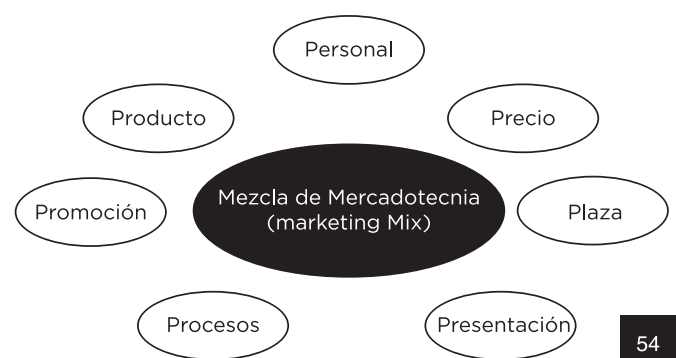 Personal
Producto
Precio
Mezcla de Mercadotecnia
(marketing Mix)
Promoción
Plaza
Procesos
Presentación
54